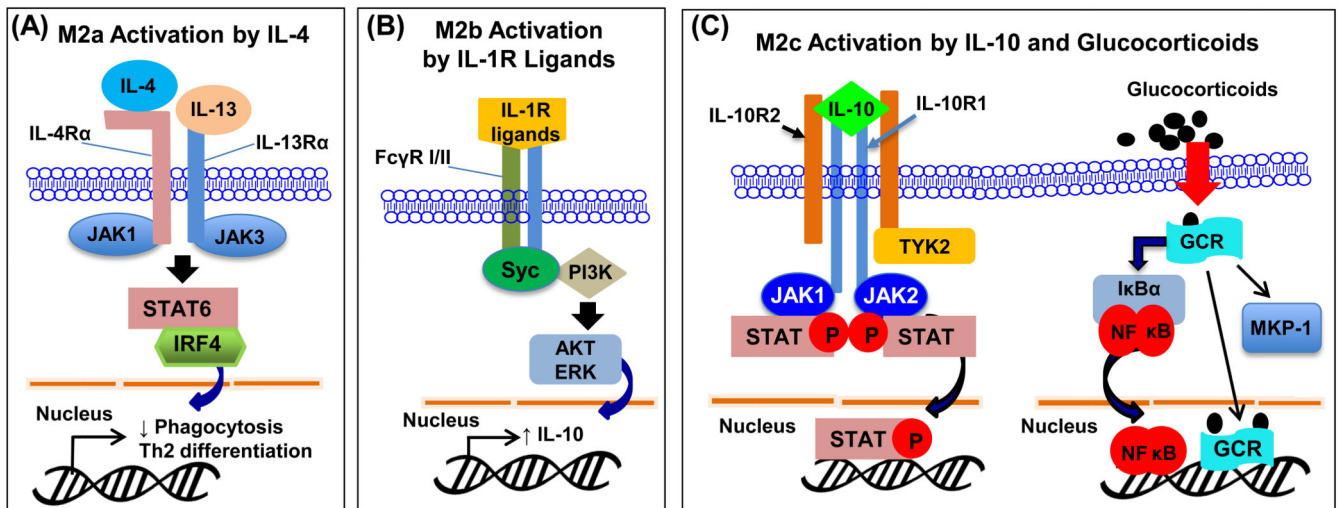 (A)
M2a Activation by IL-4
IL-4
IL-13
IL-4Rα
IL-13Rα
JAK1
JAK3
STAT6
IRF4
Nucleus
↓ Phagocytosis
Th2 differentiation
(B)
M2b Activation
by IL-1R Ligands
IL-1R
ligands
FcγR I/II
Syc
PI3K
AKT
ERK
Nucleus
↑ IL-10
(C)
M2c Activation by IL-10 and Glucocorticoids
IL-10R2
IL-10
IL-10R1
TYK2
JAK1
JAK2
STAT
P
P
STAT
Nucleus
STAT
P
Glucocorticoids
GCR
IκBα
NF κB
MKP-1
Nucleus
NF κB
GCR